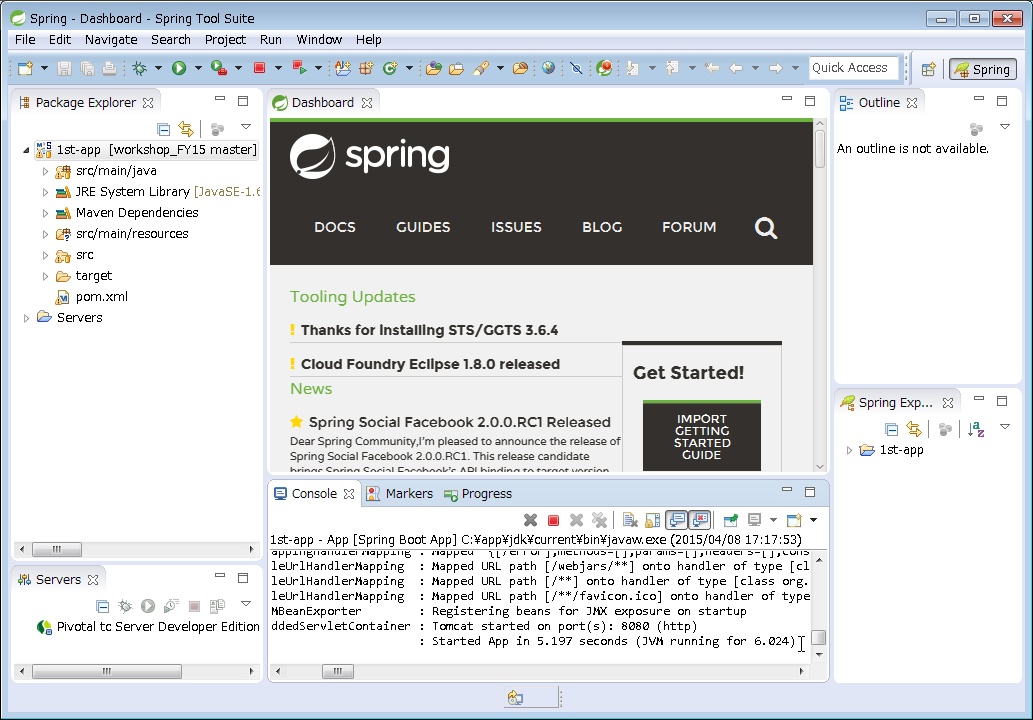 Spring - Dashboard - Spring Tool Suite
File Edit Navigate Search Project Run Window Help
Quick Access
Spring
Package Explorer
1st-app [workshop_FY15 master]
src/main/java
JRE System Library [JavaSE-1.6
Maven Dependencies
src/main/resources
src
target
pom.xml
Servers
Dashboard
spring
DOCS GUIDES ISSUES BLOG FORUM
Tooling Updates
! Thanks for installing STS/GGTS 3.6.4
! Cloud Foundry Eclipse 1.8.0 released
News
Spring Social Facebook 2.0.0.RC1 Released
Dear Spring Community,I'm pleased to announce the release of
Spring Social Facebook 2.0.0.RC1. This release candidate
brings Spring Social Facebook's API binding to target version
Get Started!
IMPORT
GETTING
STARTED
GUIDE
Outline
An outline is not available.
Spring Exp...
1st-app
Servers
Pivotal tc Server Developer Edition
Console Markers Progress
1st-app - App [Spring Boot App] C:¥app¥jdk¥current¥bin¥javaw.exe (2015/04/08 17:17:53)
appingHandlerMapping : Mapped "{[/error],methods=[],params=[],headers=[],cons
leUrlHandlerMapping : Mapped URL path [/webjars/**] onto handler of type [cl
leUrlHandlerMapping : Mapped URL path [/**] onto handler of type [class org.
leUrlHandlerMapping : Mapped URL path [/**/favicon.ico] onto handler of type
MBeanExporter : Registering beans for JMX exposure on startup
ddedServletContainer : Tomcat started on port(s): 8080 (http)
: Started App in 5.197 seconds (JVM running for 6.024)